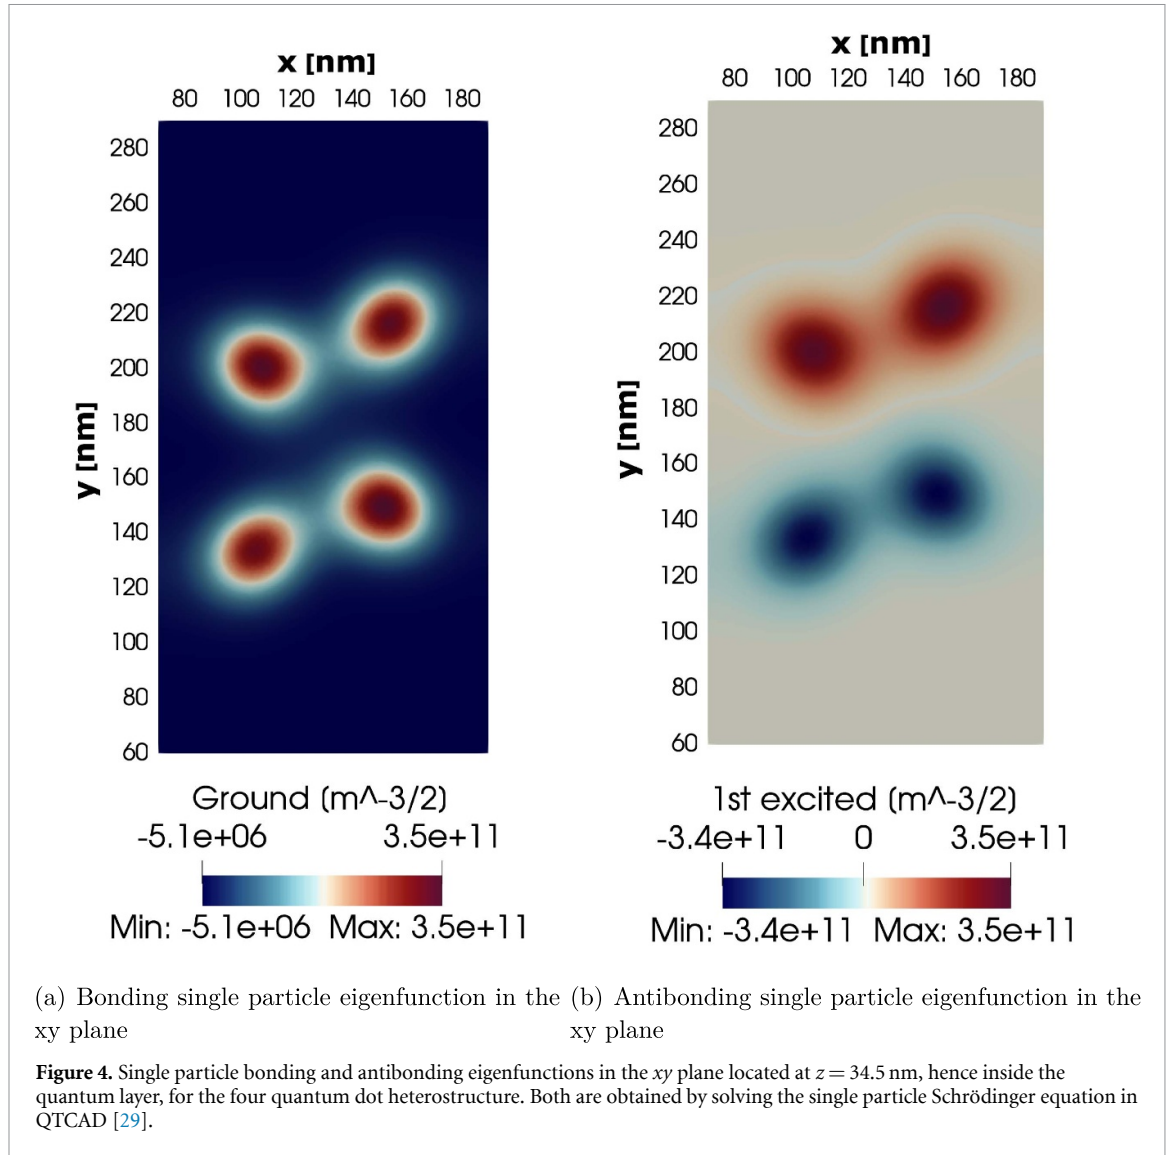 x [nm]
80 100 120 140 160 180
280
260
240
220
200
180
160
140
120
100
80
60
y [nm]
Ground (m^-3/2)
-5.1e+06 3.5e+11
Min: -5.1e+06 Max: 3.5e+11
x [nm]
80 100 120 140 160 180
280
260
240
220
200
180
160
140
120
100
80
60
y [nm]
1st excited (m^-3/2)
-3.4e+11 0 3.5e+11
Min: -3.4e+11 Max: 3.5e+11
(a) Bonding single particle eigenfunction in the
xy plane
(b) Antibonding single particle eigenfunction in the
xy plane
Figure 4. Single particle bonding and antibonding eigenfunctions in the xy plane located at z = 34.5 nm, hence inside the
quantum layer, for the four quantum dot heterostructure. Both are obtained by solving the single particle Schrödinger equation in
QTCAD [29].